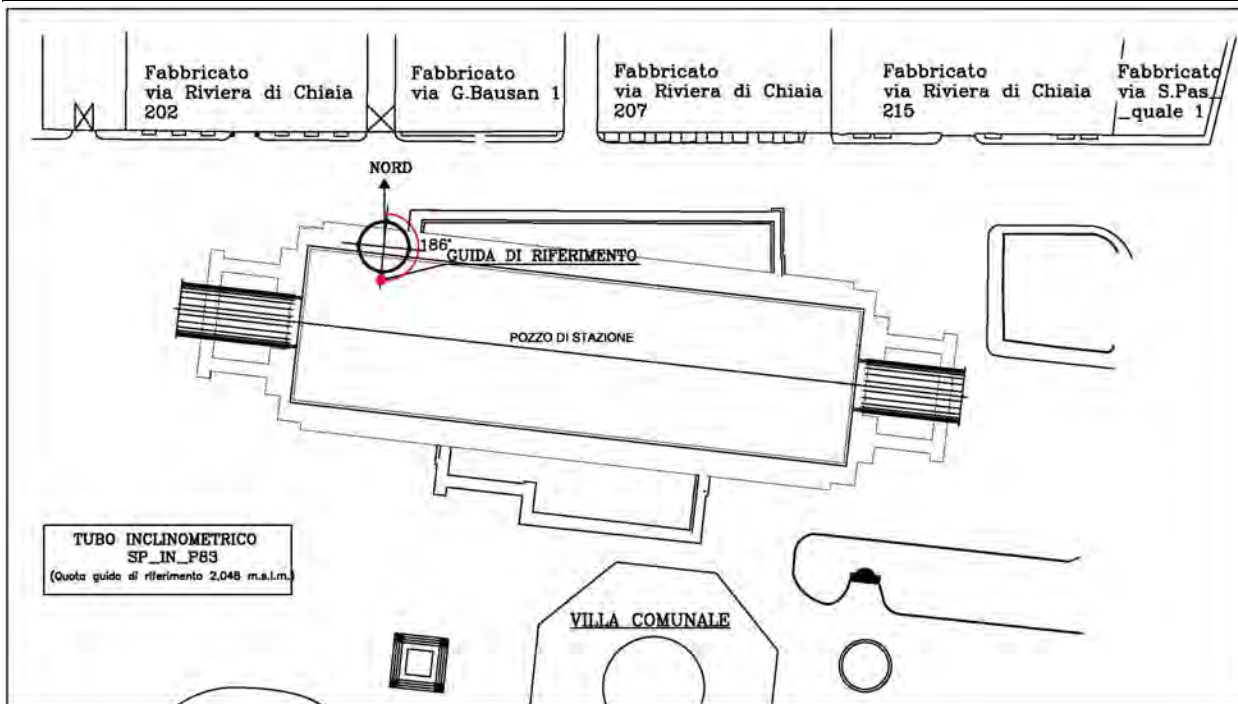 Fabbricato
via Riviera di Chiaia
202
Fabbricato
via G.Bausan 1
Fabbricato
via Riviera di Chiaia
207
Fabbricato
via Riviera di Chiaia
215
Fabbricato
via S.Pas_
_quale 1
NORD
186°
GUIDA DI RIFERIMENTO
POZZO DI STAZIONE
TUBO INCLINOMETRICO
SP_IN_P83
(Quota guida di riferimento 2,048 m.s.l.m.)
VILLA COMUNALE